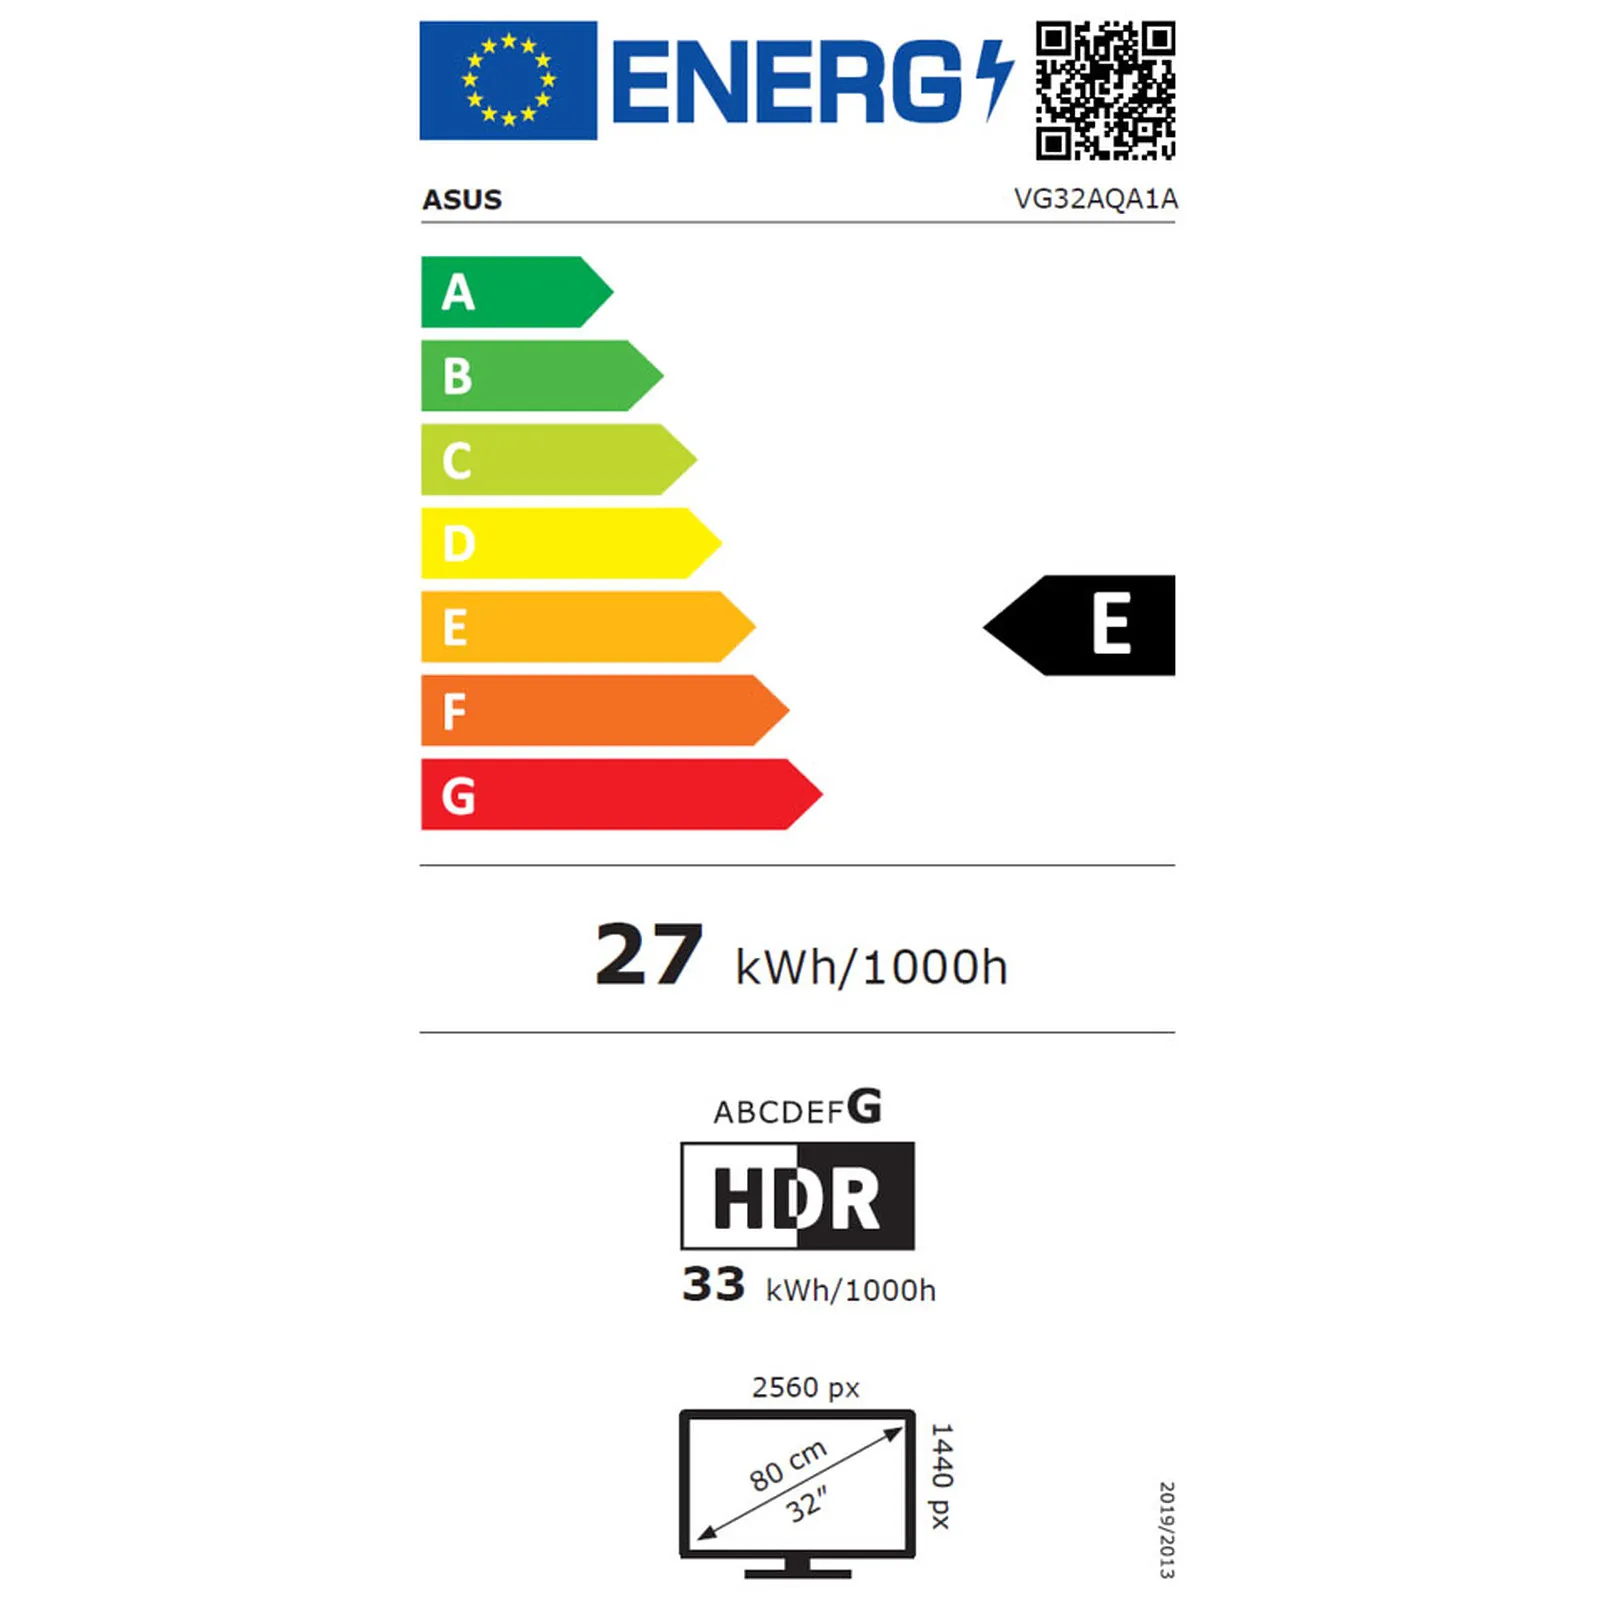 ENERG
ASUS
VG32AQA1A
A
B
C
D
E
E
F
G
27 kWh/1000h
ABCDEFG
HDR
33 kWh/1000h
2560 px
1440 px
80 cm
32"
2019/2013